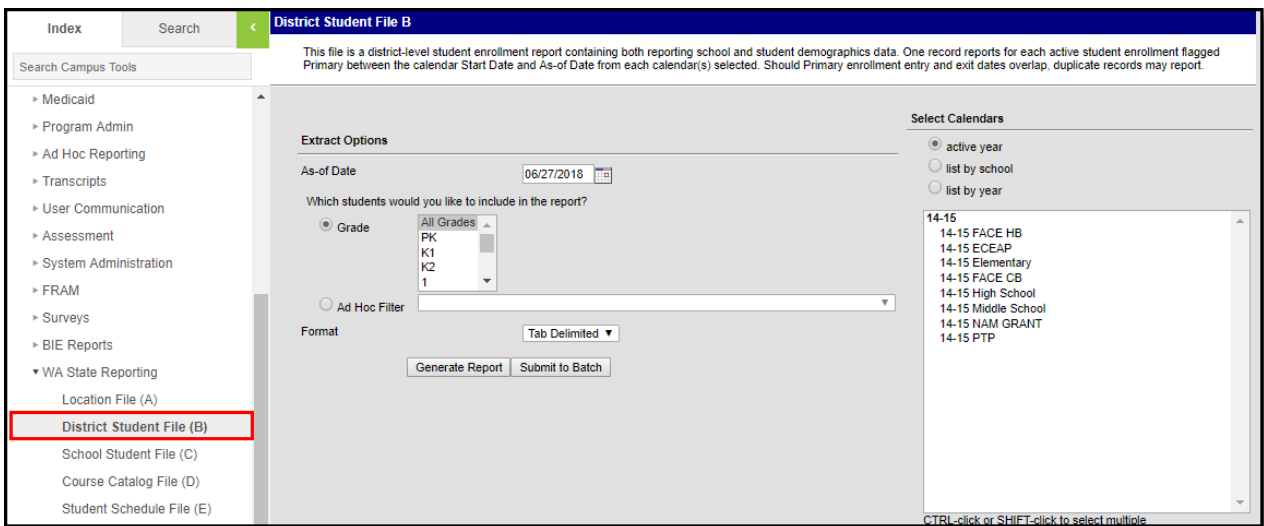 Index
Search
Search Campus Tools
Medicaid
Program Admin
Ad Hoc Reporting
Transcripts
User Communication
Assessment
System Administration
FRAM
Surveys
BIE Reports
WA State Reporting
Location File (A)
District Student File (B)
School Student File (C)
Course Catalog File (D)
Student Schedule File (E)
District Student File B
This file is a district-level student enrollment report containing both reporting school and student demographics data. One record reports for each active student enrollment flagged
Primary between the calendar Start Date and As-of Date from each calendar(s) selected. Should Primary enrollment entry and exit dates overlap, duplicate records may report.
Extract Options
As-of Date
06/27/2018
Which students would you like to include in the report?
Grade
All Grades
PK
K1
K2
1
Ad Hoc Filter
Format
Tab Delimited
Generate Report
Submit to Batch
Select Calendars
active year
list by school
list by year
14-15
14-15 FACE HB
14-15 ECEAP
14-15 Elementary
14-15 FACE CB
14-15 High School
14-15 Middle School
14-15 NAM GRANT
14-15 PTP
CTRL-click or SHIFT-click to select multiple